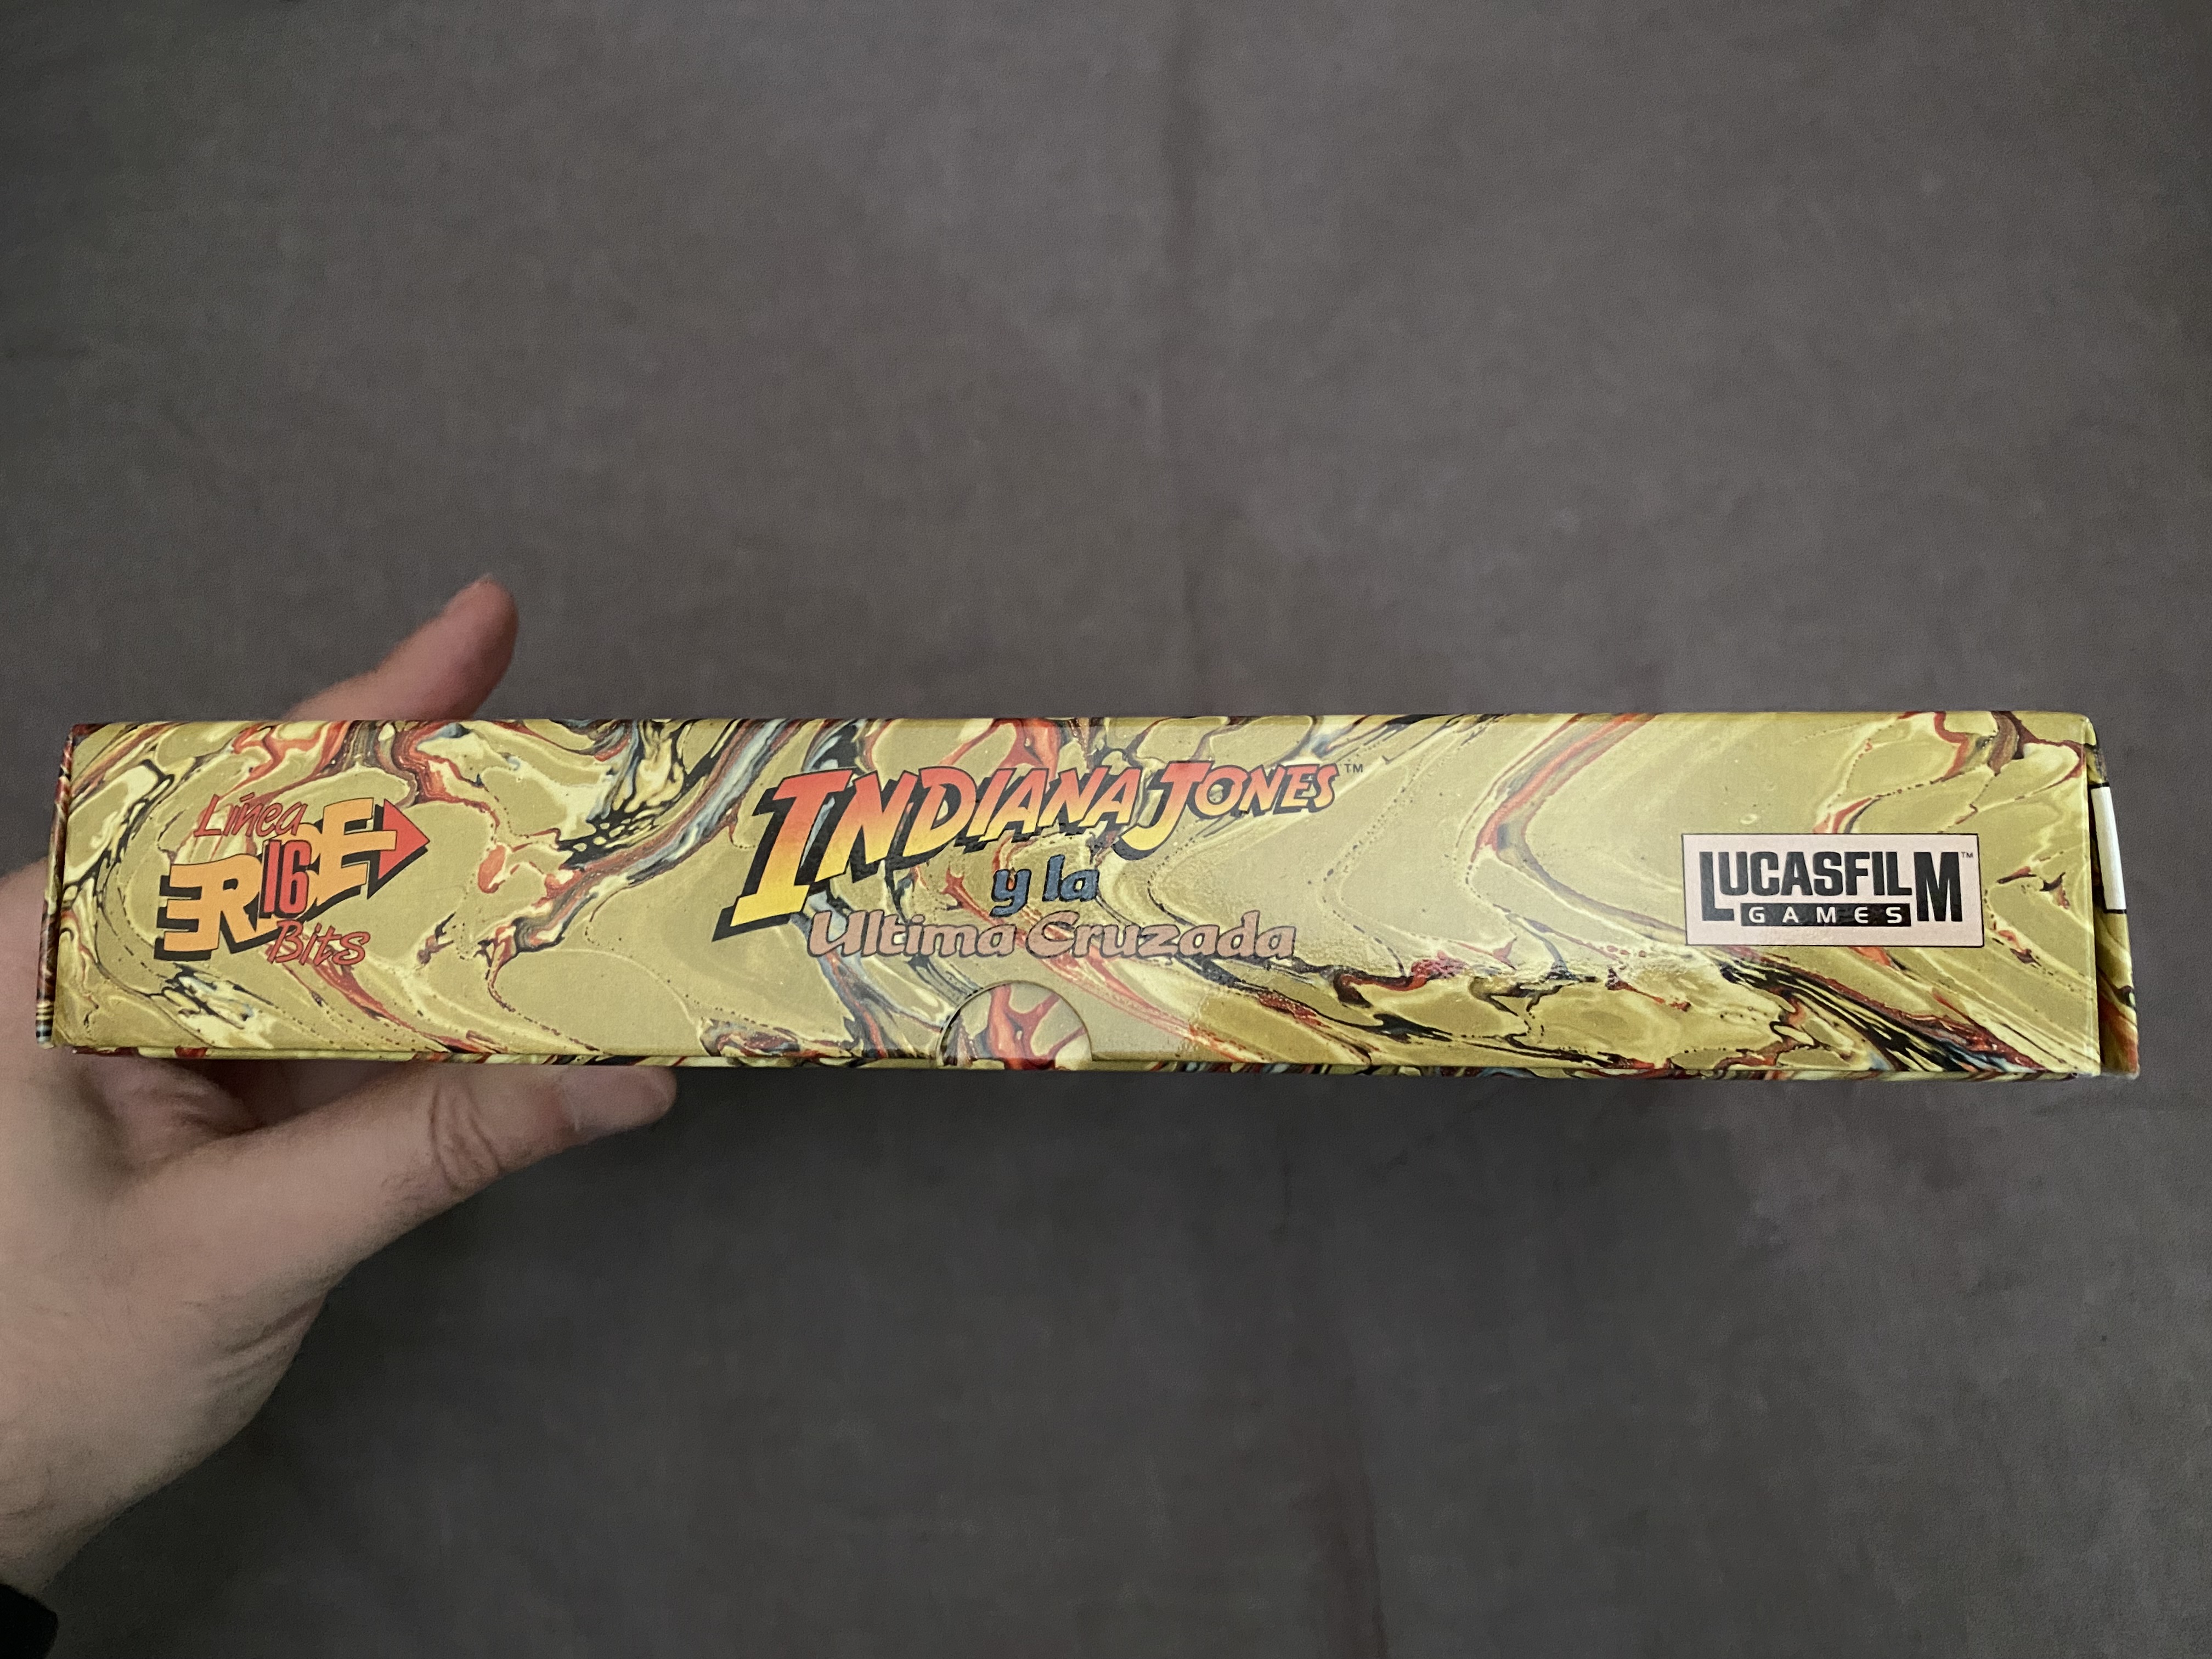 Línea
ERBE
16
Bits
INDIANA JONES™
y la
Ultima Cruzada
LUCASFILM™
GAMES